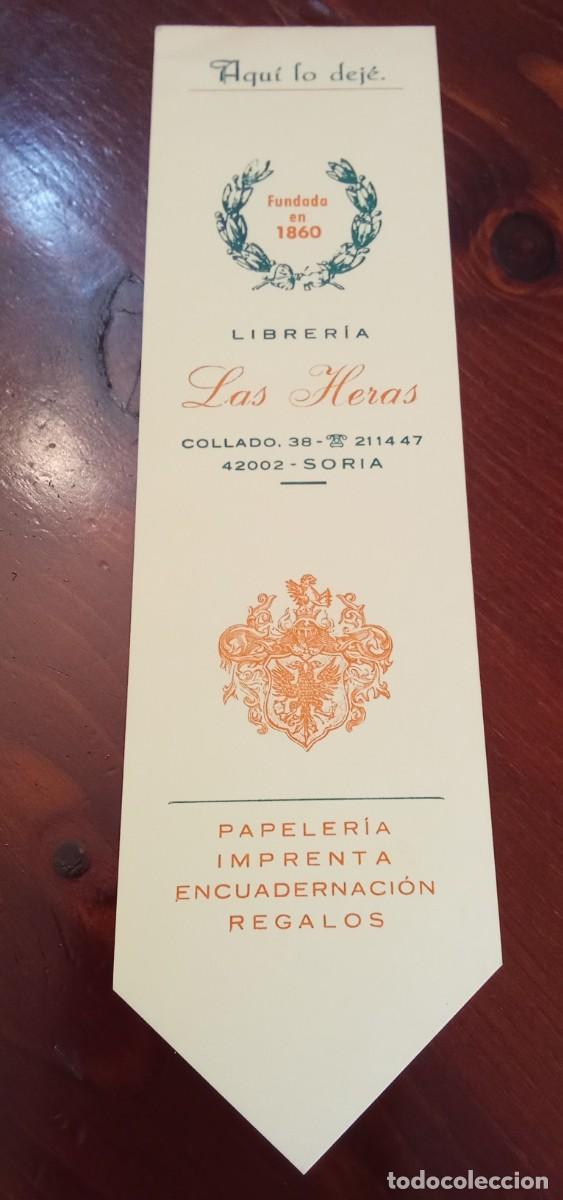 Aquí lo dejé.
Fundada
en
1860
LIBRERÍA
Las Heras
COLLADO, 38 - ☎ 211447
42002 - SORIA
PAPELERÍA
IMPRENTA
ENCUADERNACIÓN
REGALOS
todocoleccion